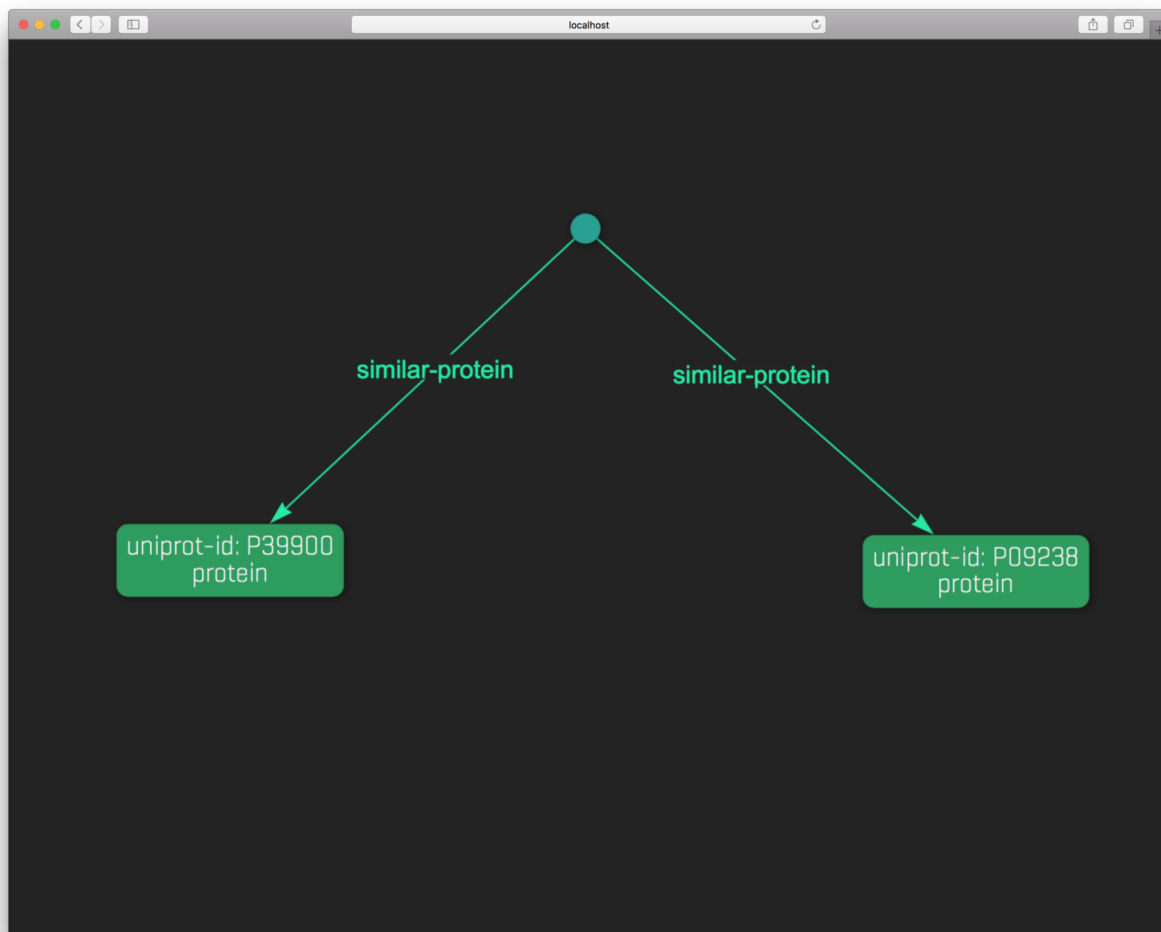 localhost
similar-protein
similar-protein
uniprot-id: P39900
protein
uniprot-id: P09238
protein